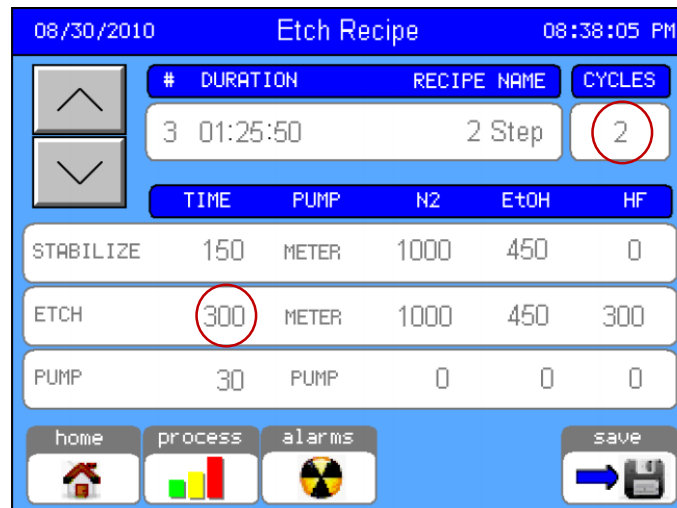 08/30/2010 Etch Recipe 08:38:05 PM
# DURATION RECIPE NAME CYCLES
3 01:25:50 2 Step 2
TIME PUMP N2 EtOH HF
STABILIZE 150 METER 1000 450 0
ETCH 300 METER 1000 450 300
PUMP 30 PUMP 0 0 0
home process alarms save